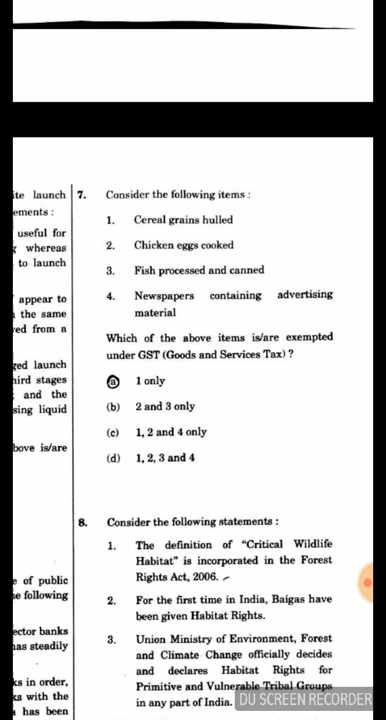 ite launch
ements :
useful for
whereas
to launch
appear to
the same
ed from a
ged launch
hird stages
and the
sing liquid
bove is/are
e of public
e following
ector banks
has steadily
ks in order,
ks with the
has been
7. Consider the following items :
1. Cereal grains hulled
2. Chicken eggs cooked
3. Fish processed and canned
4. Newspapers containing advertising
material
Which of the above items is/are exempted
under GST (Goods and Services Tax) ?
(a) 1 only
(b) 2 and 3 only
(c) 1, 2 and 4 only
(d) 1, 2, 3 and 4
8. Consider the following statements :
1. The definition of “Critical Wildlife
Habitat” is incorporated in the Forest
Rights Act, 2006.
2. For the first time in India, Baigas have
been given Habitat Rights.
3. Union Ministry of Environment, Forest
and Climate Change officially decides
and declares Habitat Rights for
Primitive and Vulnerable Tribal Groups
in any part of India.
DU SCREEN RECORDER